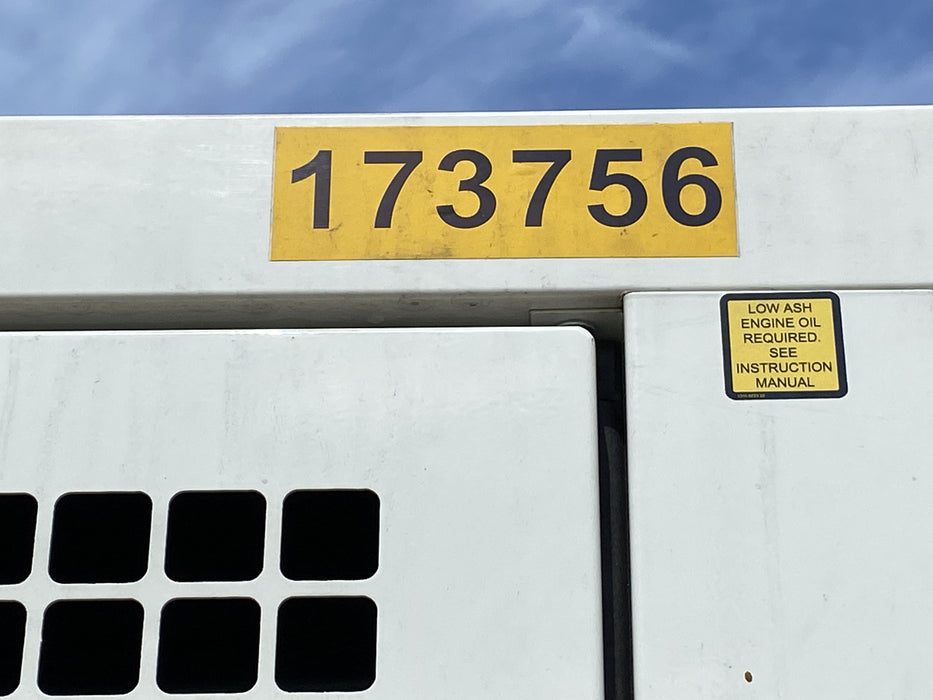 173756
LOW ASH
ENGINE OIL
REQUIRED.
SEE
INSTRUCTION
MANUAL